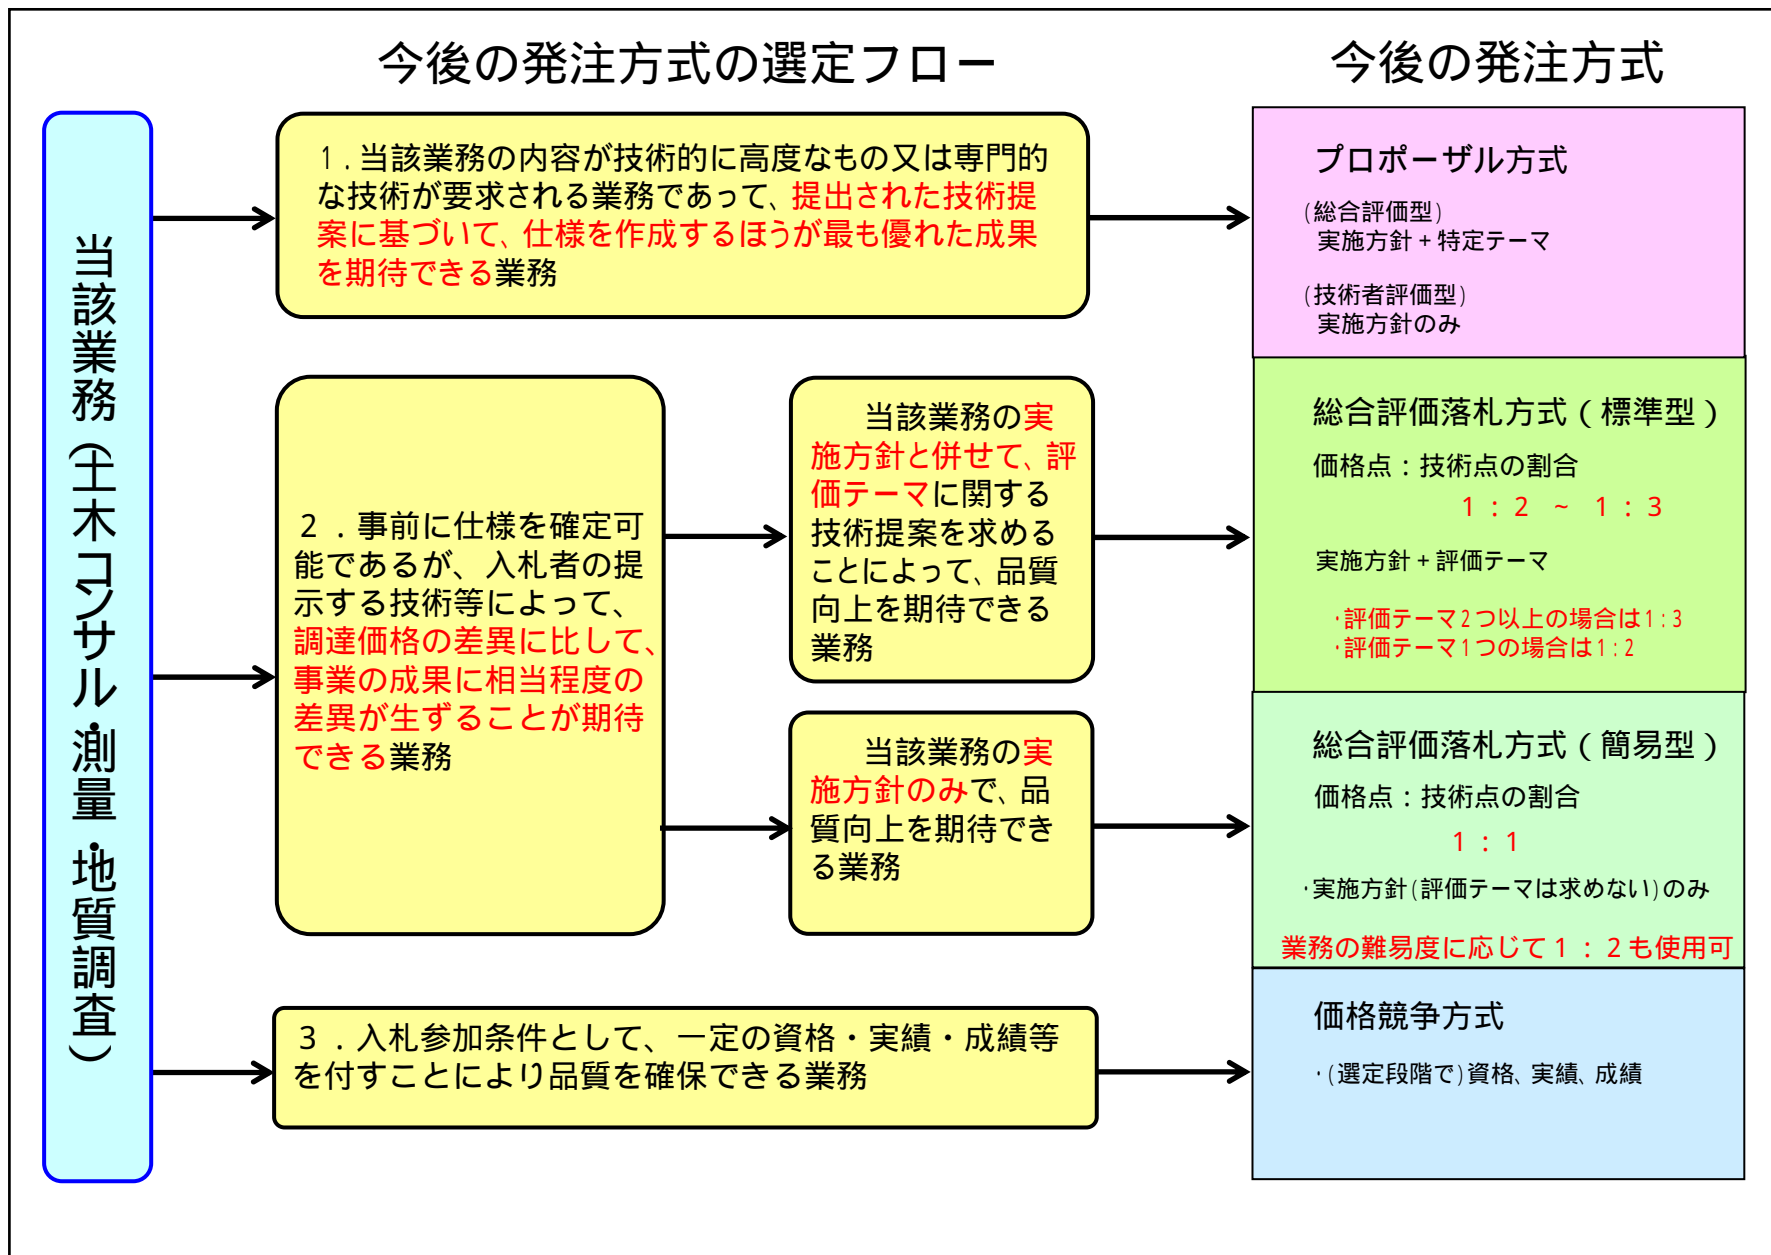 今後の発注方式の選定フロー
今後の発注方式
当該業務（土木コンサル・測量・地質調査）
１．当該業務の内容が技術的に高度なもの又は専門的
な技術が要求される業務であって、提出された技術提
案に基づいて、仕様を作成するほうが最も優れた成果
を期待できる業務
プロポーザル方式
(総合評価型)
実施方針＋特定テーマ
(技術者評価型)
実施方針のみ
２．事前に仕様を確定可
能であるが、入札者の提
示する技術等によって、
調達価格の差異に比して、
事業の成果に相当程度の
差異が生ずることが期待
できる業務
当該業務の実
施方針と併せて、評
価テーマに関する
技術提案を求める
ことによって、品質
向上を期待できる
業務
総合評価落札方式（標準型）
価格点：技術点の割合
１：２ ～ １：３
実施方針＋評価テーマ
・評価テーマ２つ以上の場合は１：３
・評価テーマ１つの場合は１：２
当該業務の実
施方針のみで、品
質向上を期待でき
る業務
総合評価落札方式（簡易型）
価格点：技術点の割合
１：１
・実施方針(評価テーマは求めない)のみ
業務の難易度に応じて１：２も使用可
３．入札参加条件として、一定の資格・実績・成績等
を付すことにより品質を確保できる業務
価格競争方式
・(選定段階で)資格、実績、成績